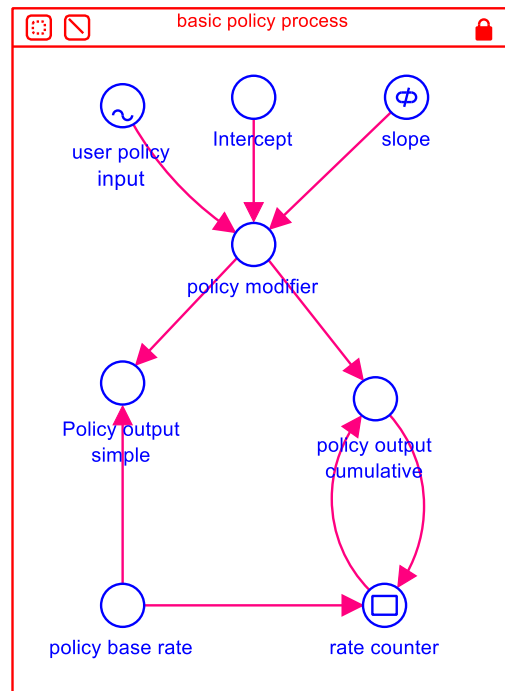 basic policy process
user policy
input
Intercept
slope
policy modifier
Policy output
simple
policy output
cumulative
policy base rate
rate counter